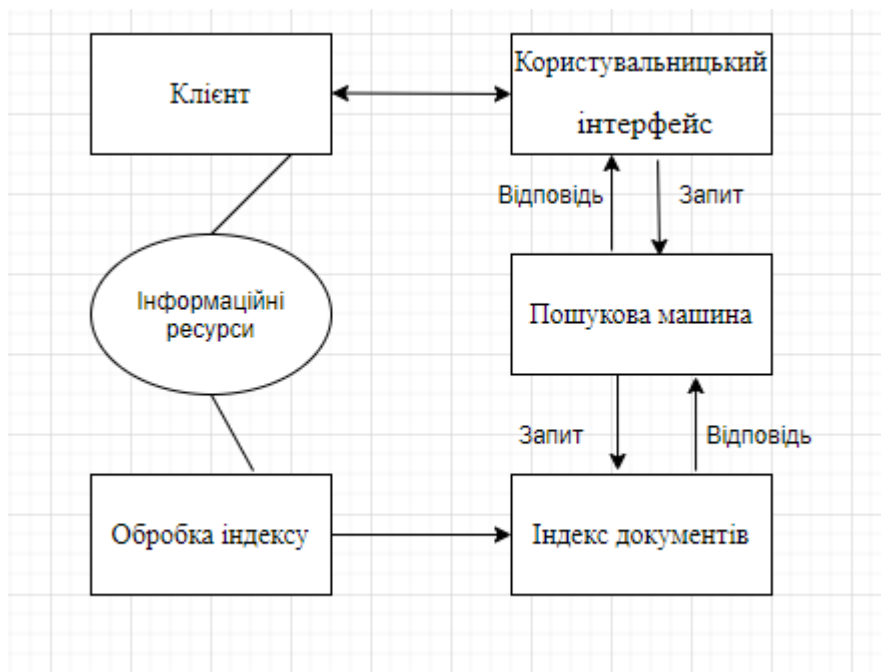 Клієнт
Користувальницький
інтерфейс
Відповідь
Запит
Інформаційні
ресурси
Пошукова машина
Запит
Відповідь
Обробка індексу
Індекс документів